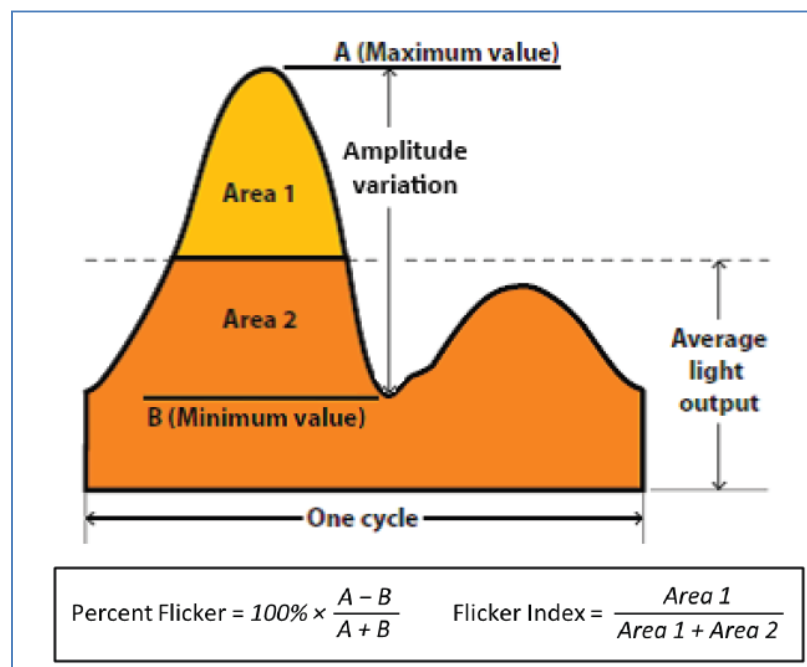 A (Maximum value)
Amplitude
variation
Area 1
Area 2
Average
light
output
B (Minimum value)
One cycle
Percent Flicker = 100% × (A – B) / (A + B)
Flicker Index = Area 1 / (Area 1 + Area 2)